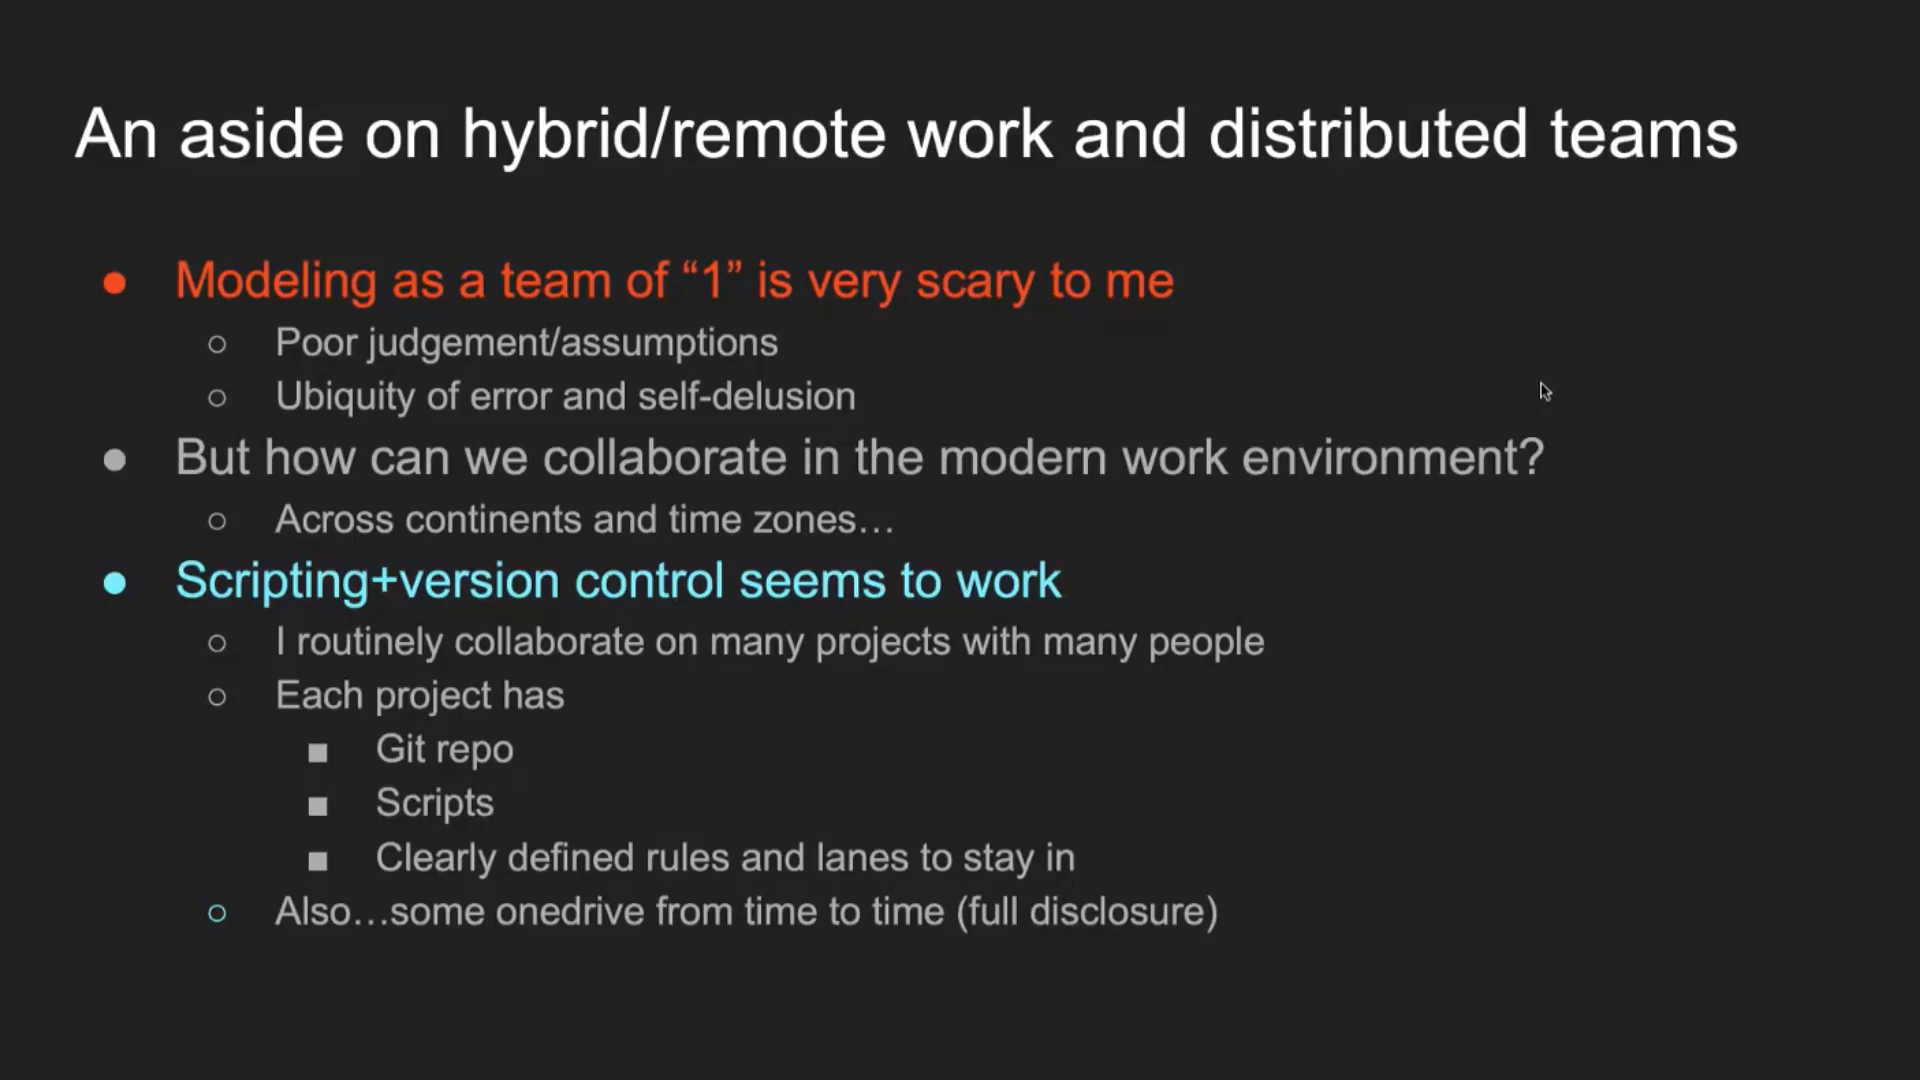 An aside on hybrid/remote work and distributed teams
● Modeling as a team of “1” is very scary to me
○ Poor judgement/assumptions
○ Ubiquity of error and self-delusion
● But how can we collaborate in the modern work environment?
○ Across continents and time zones…
● Scripting+version control seems to work
○ I routinely collaborate on many projects with many people
○ Each project has
■ Git repo
■ Scripts
■ Clearly defined rules and lanes to stay in
○ Also…some onedrive from time to time (full disclosure)